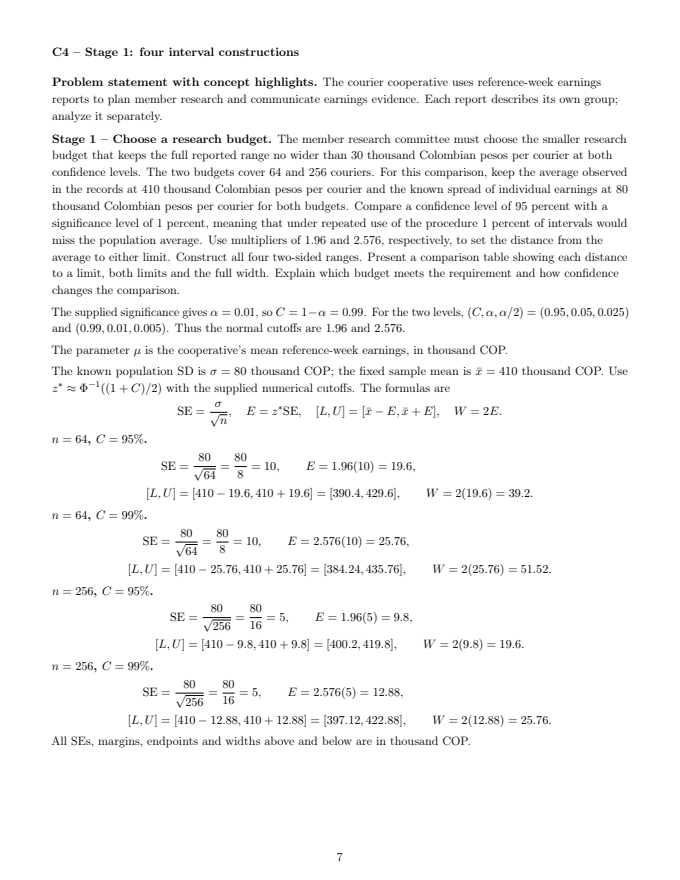 C4 – Stage 1: four interval constructions
Problem statement with concept highlights. The courier cooperative uses reference-week earnings
reports to plan member research and communicate earnings evidence. Each report describes its own group;
analyze it separately.
Stage 1 – Choose a research budget. The member research committee must choose the smaller research
budget that keeps the full reported range no wider than 30 thousand Colombian pesos per courier at both
confidence levels. The two budgets cover 64 and 256 couriers. For this comparison, keep the average observed
in the records at 410 thousand Colombian pesos per courier and the known spread of individual earnings at 80
thousand Colombian pesos per courier for both budgets. Compare a confidence level of 95 percent with a
significance level of 1 percent, meaning that under repeated use of the procedure 1 percent of intervals would
miss the population average. Use multipliers of 1.96 and 2.576, respectively, to set the distance from the
average to either limit. Construct all four two-sided ranges. Present a comparison table showing each distance
to a limit, both limits and the full width. Explain which budget meets the requirement and how confidence
changes the comparison.
The supplied significance gives α = 0.01, so C = 1−α = 0.99. For the two levels, (C, α, α/2) = (0.95, 0.05, 0.025)
and (0.99, 0.01, 0.005). Thus the normal cutoffs are 1.96 and 2.576.
The parameter μ is the cooperative's mean reference-week earnings, in thousand COP.
The known population SD is σ = 80 thousand COP; the fixed sample mean is x̄ = 410 thousand COP. Use
z* ≈ Φ⁻¹((1 + C)/2) with the supplied numerical cutoffs. The formulas are
SE = σ/√n, E = z*SE, [L, U] = [x̄ − E, x̄ + E], W = 2E.
n = 64, C = 95%.
SE = 80/√64 = 80/8 = 10, E = 1.96(10) = 19.6,
[L, U] = [410 − 19.6, 410 + 19.6] = [390.4, 429.6], W = 2(19.6) = 39.2.
n = 64, C = 99%.
SE = 80/√64 = 80/8 = 10, E = 2.576(10) = 25.76,
[L, U] = [410 − 25.76, 410 + 25.76] = [384.24, 435.76], W = 2(25.76) = 51.52.
n = 256, C = 95%.
SE = 80/√256 = 80/16 = 5, E = 1.96(5) = 9.8,
[L, U] = [410 − 9.8, 410 + 9.8] = [400.2, 419.8], W = 2(9.8) = 19.6.
n = 256, C = 99%.
SE = 80/√256 = 80/16 = 5, E = 2.576(5) = 12.88,
[L, U] = [410 − 12.88, 410 + 12.88] = [397.12, 422.88], W = 2(12.88) = 25.76.
All SEs, margins, endpoints and widths above and below are in thousand COP.
7